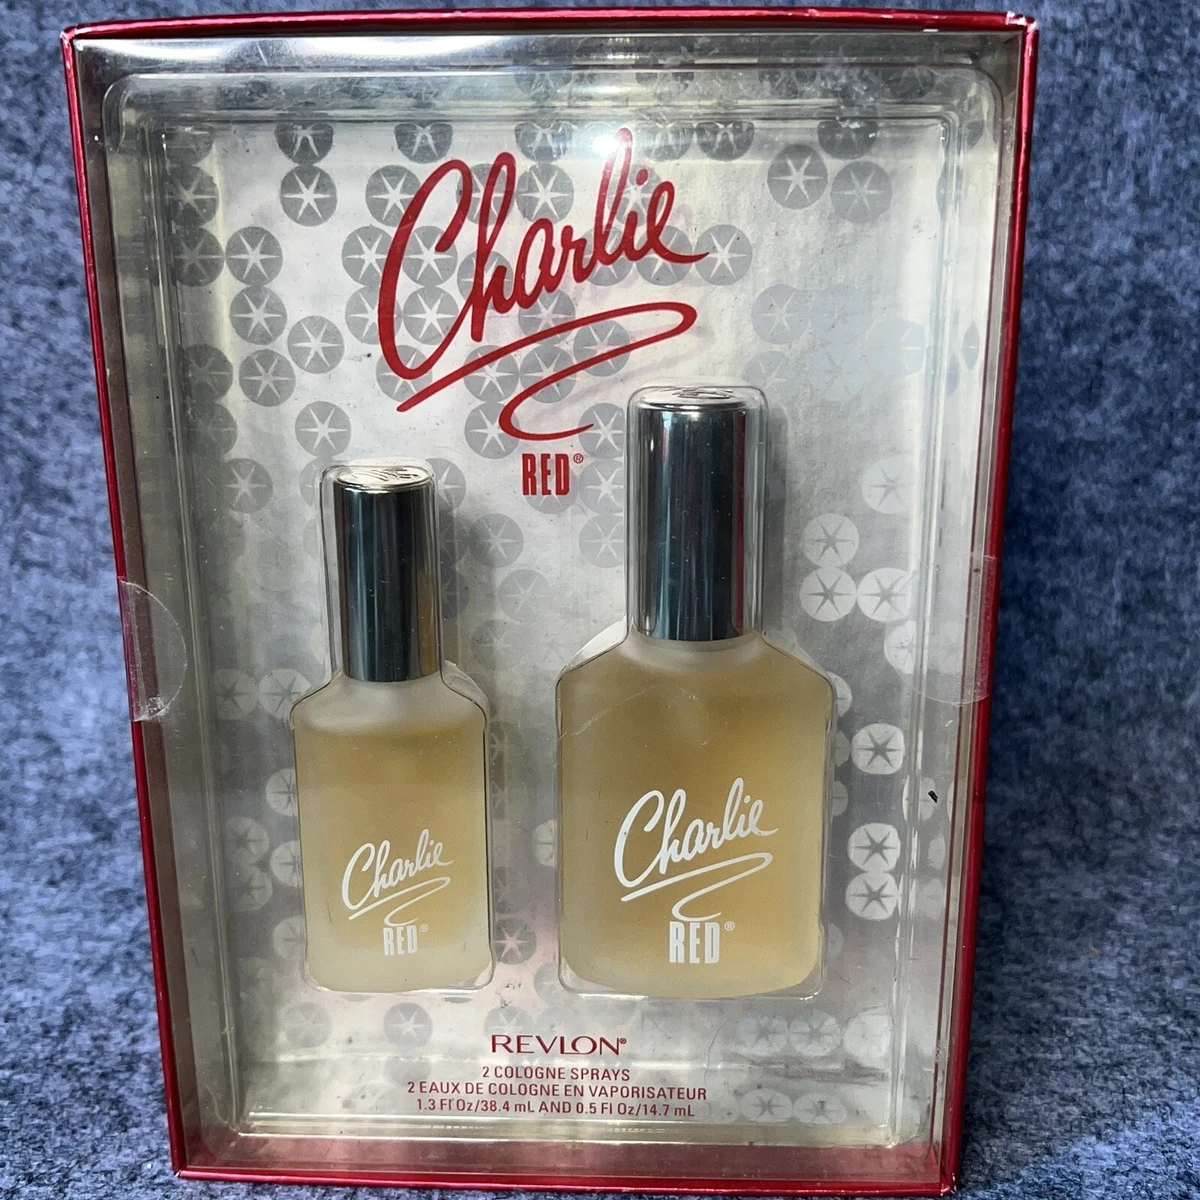 Charlie
RED®
Charlie
RED®
Charlie
RED®
REVLON®
2 COLOGNE SPRAYS
2 EAUX DE COLOGNE EN VAPORISATEUR
1.3 Fl Oz/38.4 mL AND 0.5 Fl Oz/14.7 mL